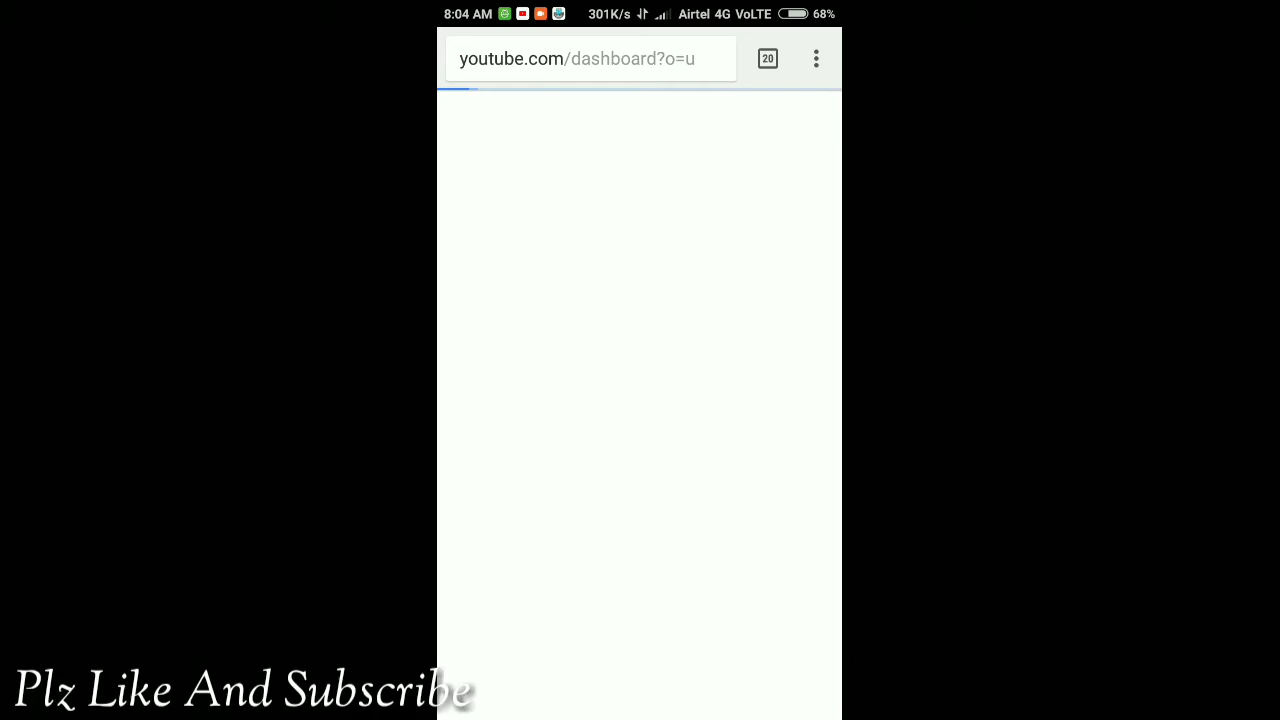 8:04 AM 301K/s Airtel 4G VoLTE 68%
youtube.com/dashboard?o=u 20
Plz Like And Subscribe